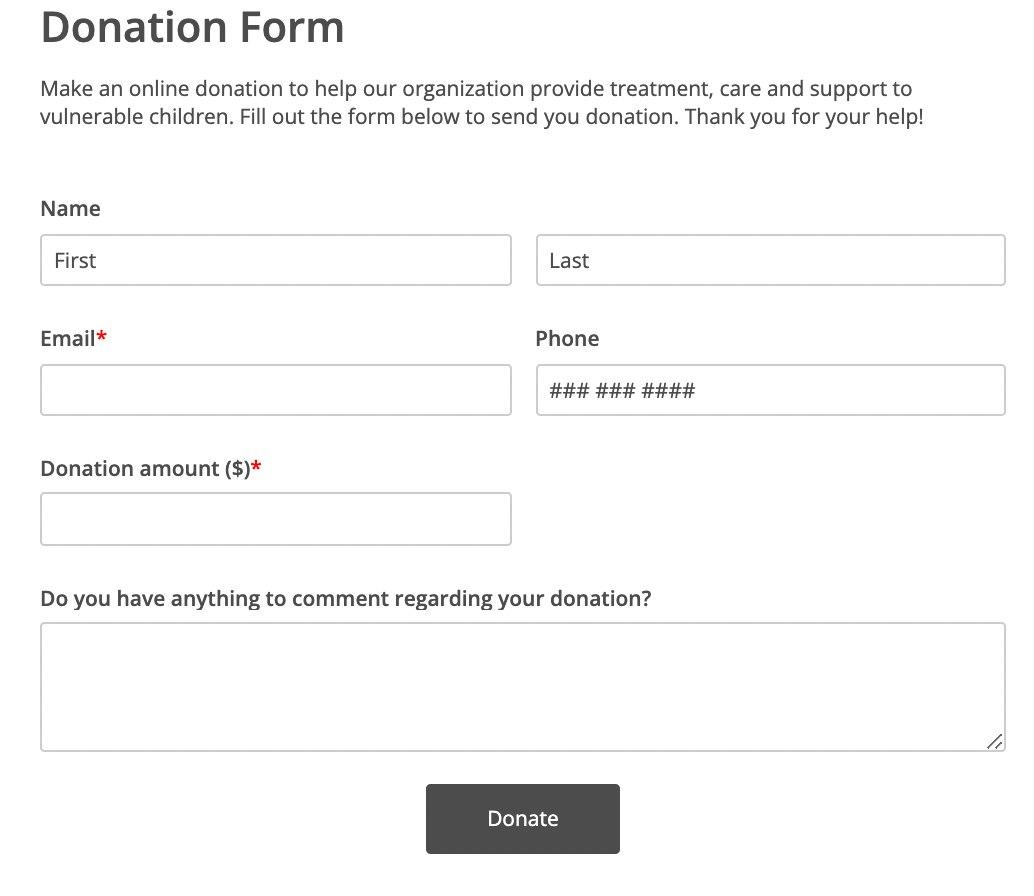 Donation Form
Make an online donation to help our organization provide treatment, care and support to
vulnerable children. Fill out the form below to send you donation. Thank you for your help!
Name
First
Last
Email*
Phone
### ### ####
Donation amount ($)*
Do you have anything to comment regarding your donation?
Donate